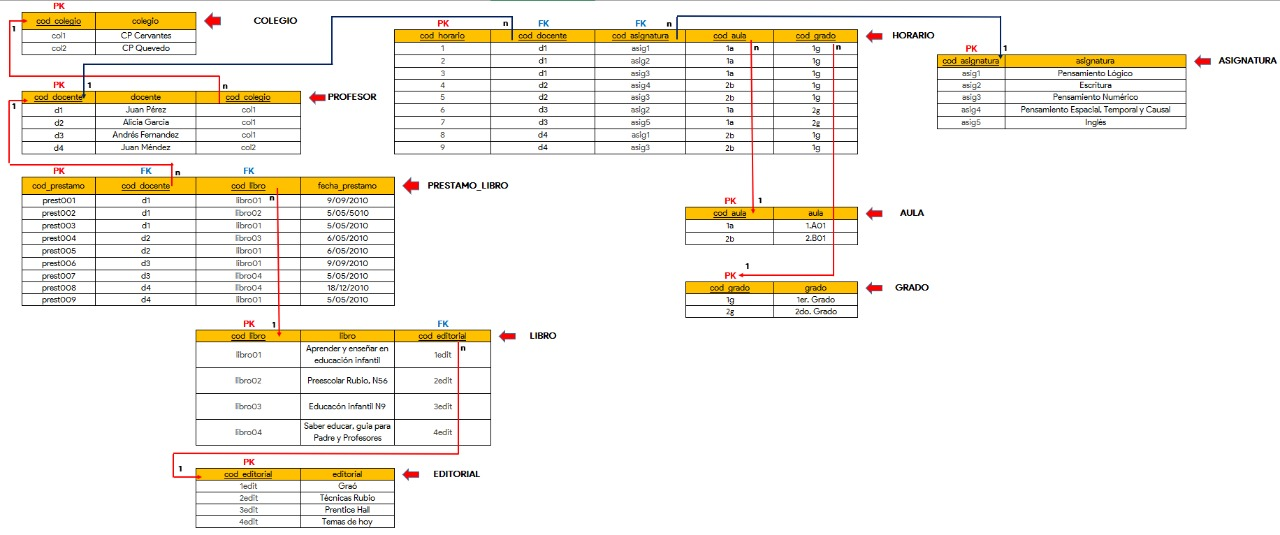 PK
1
cod_colegio colegio
COLEGIO
col1 CP Cervantes
col2 CP Quevedo
PK n FK FK n
cod_horario cod_docente cod_asignatura cod_aula cod_grado
HORARIO
1 d1 asig1 1a n 1g n
2 d1 asig2 1a 1g
3 d1 asig3 1a 1g
4 d2 asig4 2b 1g
5 d2 asig3 2b 1g
6 d3 asig2 1a 2g
7 d3 asig5 1a 2g
8 d4 asig1 2b 1g
9 d4 asig3 2b 1g
PK 1
cod_asignatura asignatura
ASIGNATURA
asig1 Pensamiento Lógico
asig2 Escritura
asig3 Pensamiento Numérico
asig4 Pensamiento Espacial, Temporal y Causal
asig5 Inglés
PK 1 n
1
cod_docente docente cod_colegio
PROFESOR
d1 Juan Pérez col1
d2 Alicia García col1
d3 Andrés Fernandez col1
d4 Juan Méndez col2
PK FK n FK
cod_prestamo cod_docente cod_libro fecha_prestamo
PRESTAMO_LIBRO
prest001 d1 libro01 n 9/09/2010
prest002 d1 libro02 5/05/5010
prest003 d1 libro01 5/05/2010
prest004 d2 libro03 6/05/2010
prest005 d2 libro01 6/05/2010
prest006 d3 libro01 9/09/2010
prest007 d3 libro04 5/05/2010
prest008 d4 libro04 18/12/2010
prest009 d4 libro01 5/05/2010
PK 1
cod_aula aula
AULA
1a 1.A01
2b 2.B01
1
PK
cod_grado grado
GRADO
1g 1er. Grado
2g 2do. Grado
PK 1 FK
cod_libro libro cod_editorial
LIBRO
n
libro01 Aprender y enseñar en educación infantil 1edit
libro02 Preescolar Rubio, N56 2edit
libro03 Educacón infantil N9 3edit
libro04 Saber educar, guia para Padre y Profesores 4edit
PK
1
cod_editorial editorial
EDITORIAL
1edit Graó
2edit Técnicas Rubio
3edit Prentice Hall
4edit Temas de hoy